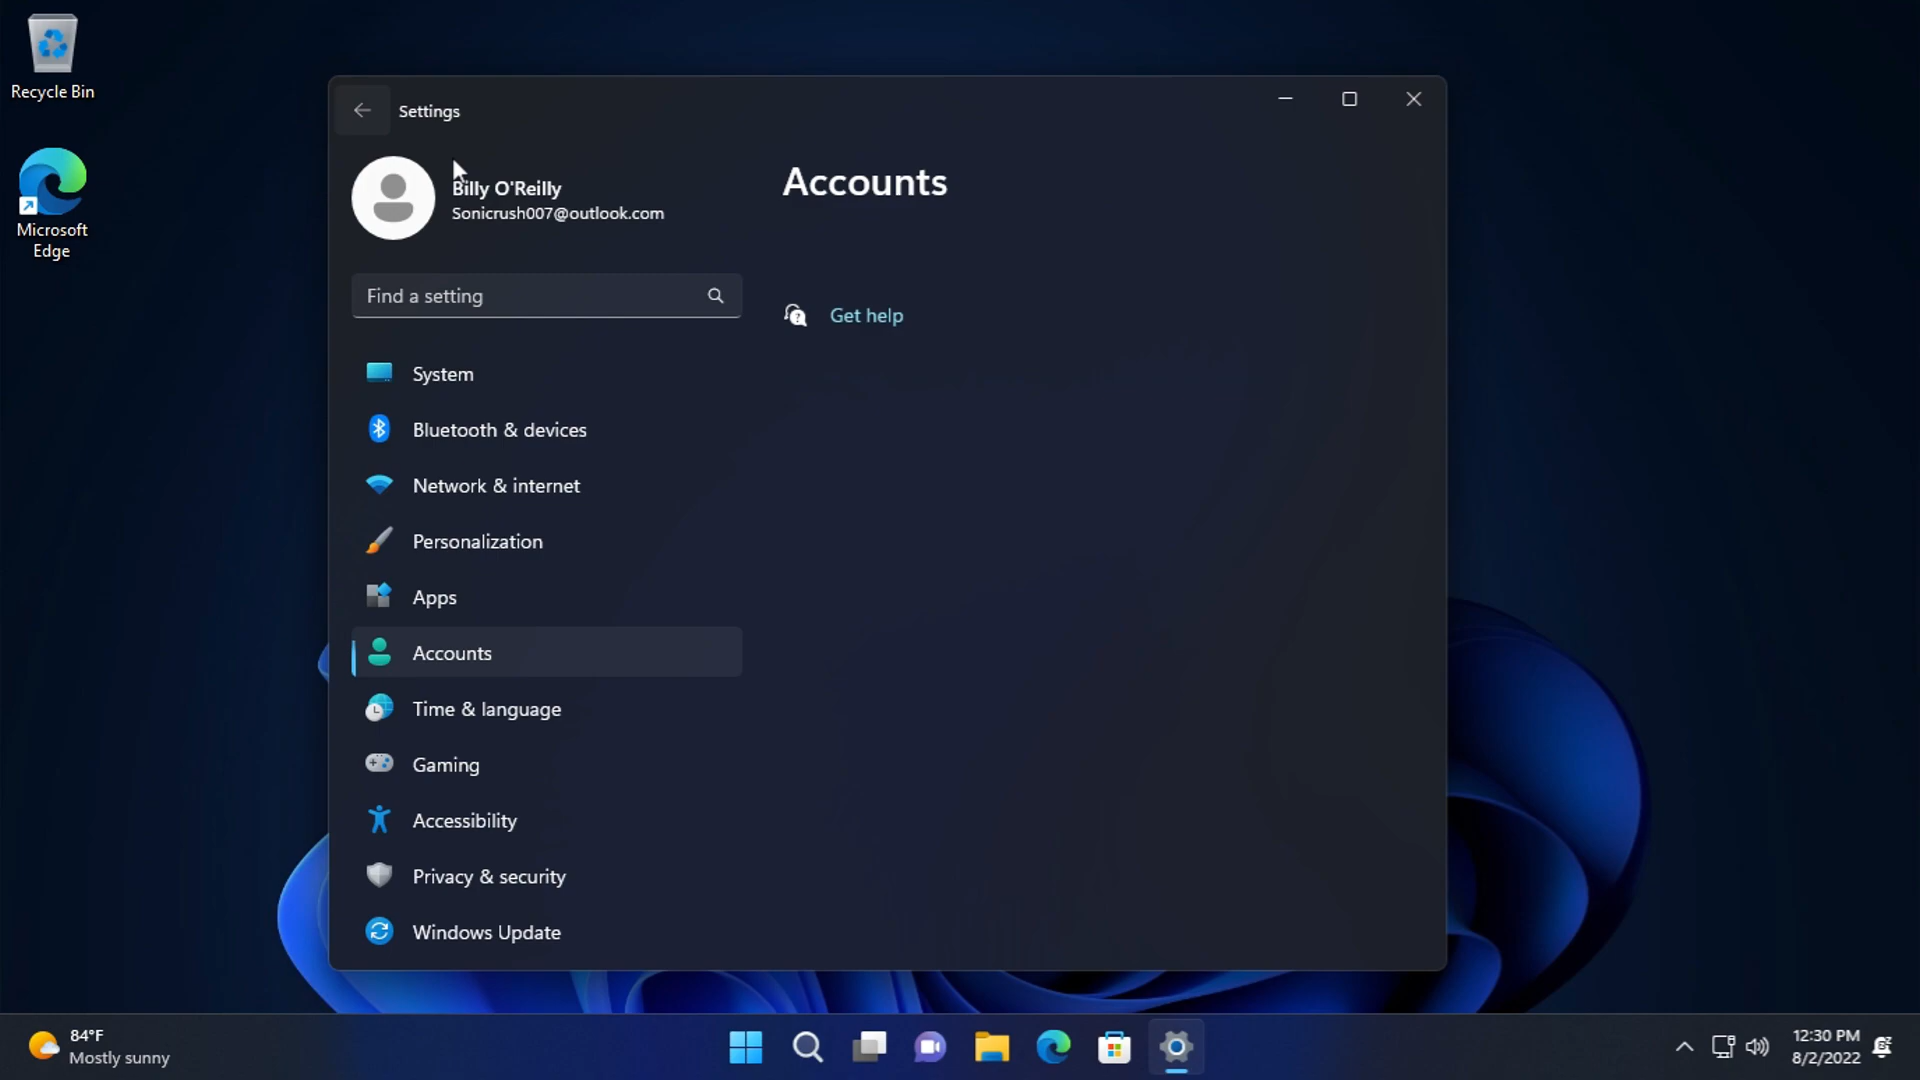 Recycle Bin
Microsoft
Edge
Settings
Billy O'Reilly
Sonicrush007@outlook.com
Find a setting
System
Bluetooth & devices
Network & internet
Personalization
Apps
Accounts
Time & language
Gaming
Accessibility
Privacy & security
Windows Update
Accounts
Get help
84°F
Mostly sunny
12:30 PM
8/2/2022